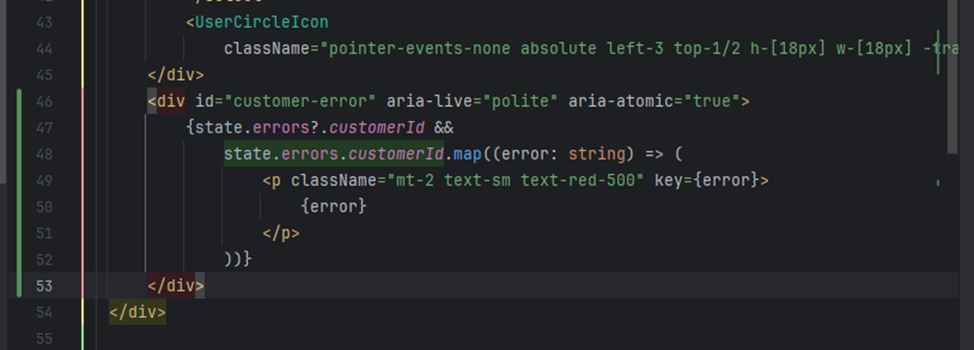 43 <UserCircleIcon
44 className="pointer-events-none absolute left-3 top-1/2 h-[18px] w-[18px]
45 </div>
46 <div id="customer-error" aria-live="polite" aria-atomic="true">
47 {state.errors?.customerId &&
48 state.errors.customerId.map((error: string) => (
49 <p className="mt-2 text-sm text-red-500" key={error}>
50 {error}
51 </p>
52 ))}
53 </div>
54 </div>
55